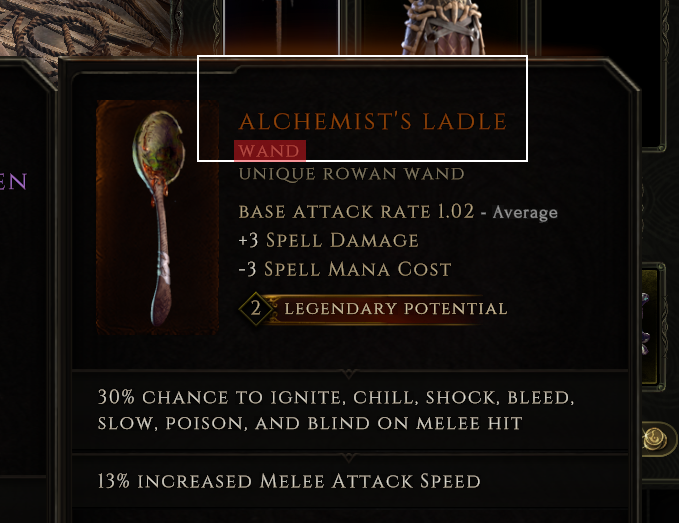 EN
ALCHEMIST'S LADLE
WAND
UNIQUE ROWAN WAND
BASE ATTACK RATE 1.02 - Average
+3 SPELL DAMAGE
-3 SPELL MANA COST
2 LEGENDARY POTENTIAL
30% CHANCE TO IGNITE, CHILL, SHOCK, BLEED,
SLOW, POISON, AND BLIND ON MELEE HIT
13% INCREASED MELEE ATTACK SPEED